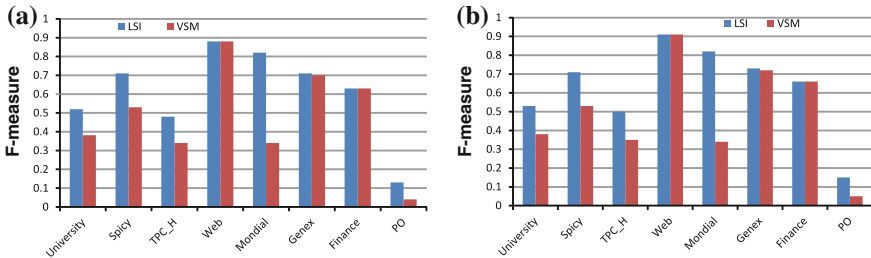 (a)
LSI VSM
F-measure
1
0.9
0.8
0.7
0.6
0.5
0.4
0.3
0.2
0.1
0
University Spicy TPC_H Web Mondial Genex Finance PO
(b)
LSI VSM
F-measure
1
0.9
0.8
0.7
0.6
0.5
0.4
0.3
0.2
0.1
0
University Spicy TPC_H Web Mondial Genex Finance PO